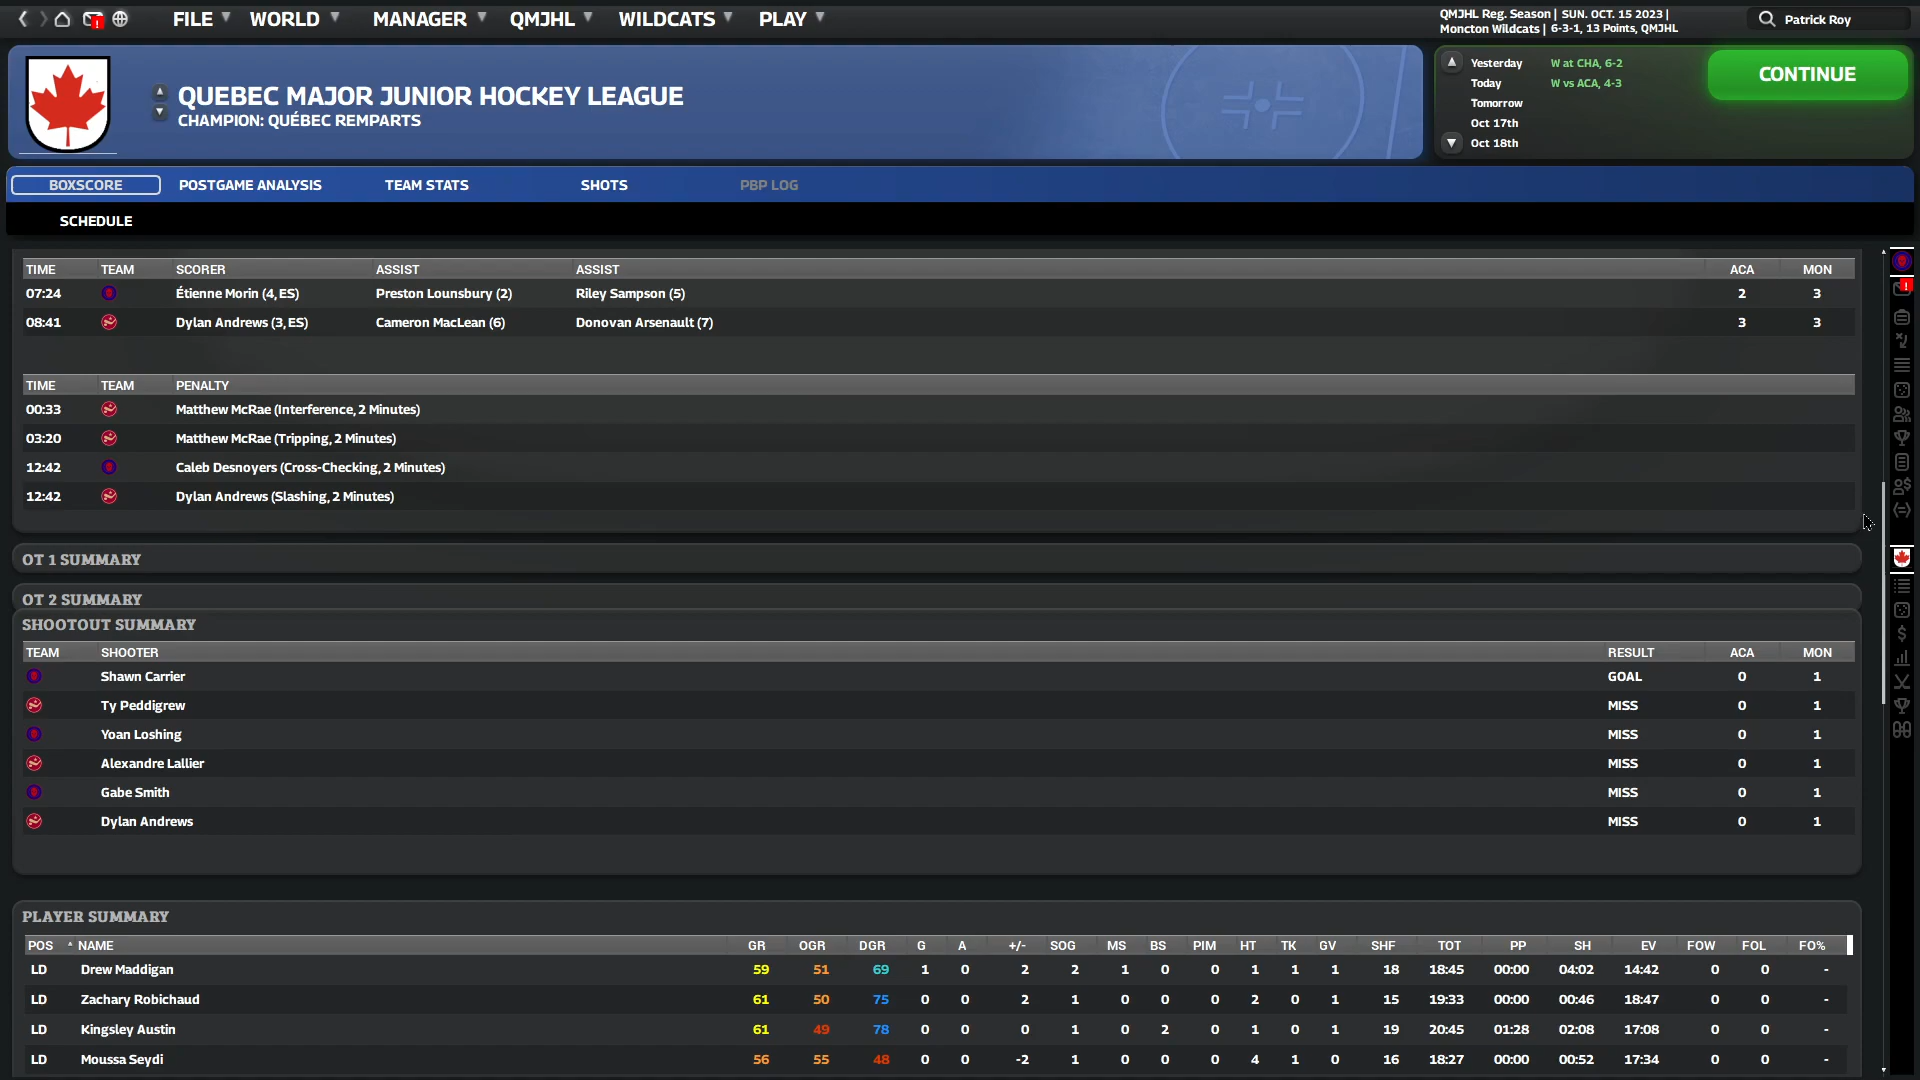 FILE WORLD MANAGER QMJHL WILDCATS PLAY
QMJHL Reg. Season | SUN. OCT. 15 2023 |
Moncton Wildcats | 6-3-1, 13 Points, QMJHL
Patrick Roy
QUEBEC MAJOR JUNIOR HOCKEY LEAGUE
CHAMPION: QUÉBEC REMPARTS
Yesterday W at CHA, 6-2
Today W vs ACA, 4-3
Tomorrow
Oct 17th
Oct 18th
CONTINUE
BOXSCORE POSTGAME ANALYSIS TEAM STATS SHOTS PBP LOG
SCHEDULE
TIME TEAM SCORER ASSIST ASSIST ACA MON
07:24 Étienne Morin (4, ES) Preston Lounsbury (2) Riley Sampson (5) 2 3
08:41 Dylan Andrews (3, ES) Cameron MacLean (6) Donovan Arsenault (7) 3 3
TIME TEAM PENALTY
00:33 Matthew McRae (Interference, 2 Minutes)
03:20 Matthew McRae (Tripping, 2 Minutes)
12:42 Caleb Desnoyers (Cross-Checking, 2 Minutes)
12:42 Dylan Andrews (Slashing, 2 Minutes)
OT 1 SUMMARY
OT 2 SUMMARY
SHOOTOUT SUMMARY
TEAM SHOOTER RESULT ACA MON
Shawn Carrier GOAL 0 1
Ty Peddigrew MISS 0 1
Yoan Loshing MISS 0 1
Alexandre Lallier MISS 0 1
Gabe Smith MISS 0 1
Dylan Andrews MISS 0 1
PLAYER SUMMARY
POS NAME GR OGR DGR G A +/- SOG MS BS PIM HT TK GV SHF TOT PP SH EV FOW FOL FO%
LD Drew Maddigan 59 51 69 1 0 2 2 1 0 0 1 1 1 18 18:45 00:00 04:02 14:42 0 0 -
LD Zachary Robichaud 61 50 75 0 0 2 1 0 0 0 2 0 1 15 19:33 00:00 00:46 18:47 0 0 -
LD Kingsley Austin 61 49 78 0 0 0 1 0 2 0 1 0 1 19 20:45 01:28 02:08 17:08 0 0 -
LD Moussa Seydi 56 55 48 0 0 -2 1 0 0 0 4 1 0 16 18:27 00:00 00:52 17:34 0 0 -